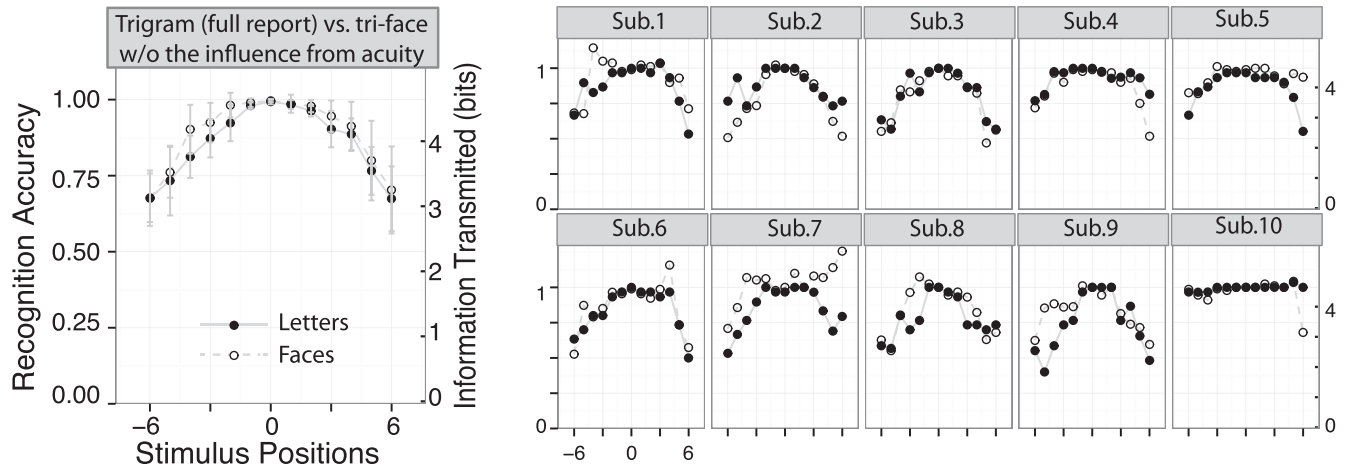 Trigram (full report) vs. tri-face
w/o the influence from acuity
Recognition Accuracy
1.00
0.75
0.50
0.25
0.00
Letters
Faces
−6 0 6
Stimulus Positions
4
3
2
1
0
Information Transmitted (bits)
Sub.1 Sub.2 Sub.3 Sub.4 Sub.5
1
0
4
2
0
Sub.6 Sub.7 Sub.8 Sub.9 Sub.10
1
0
4
0
−6 0 6